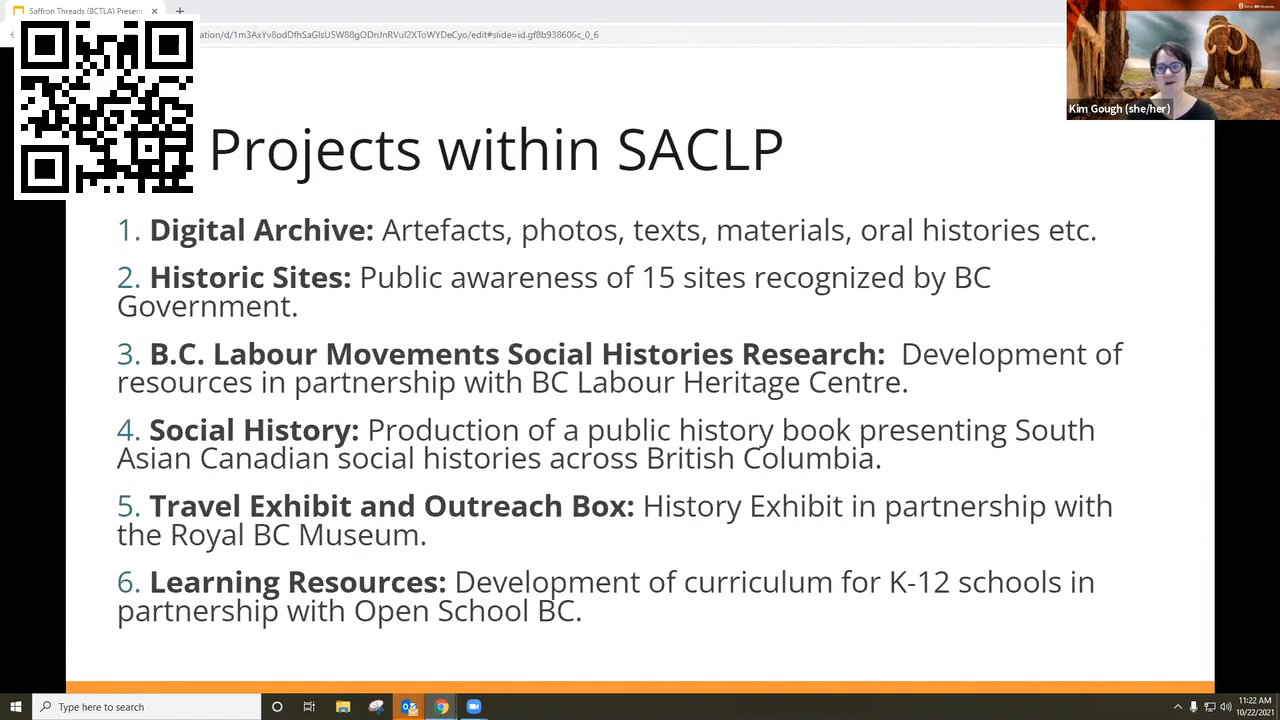 Saffron Threads (BCTLA) Present
Kim Gough (she/her)
Projects within SACLP
1. Digital Archive: Artefacts, photos, texts, materials, oral histories etc.
2. Historic Sites: Public awareness of 15 sites recognized by BC
Government.
3. B.C. Labour Movements Social Histories Research: Development of
resources in partnership with BC Labour Heritage Centre.
4. Social History: Production of a public history book presenting South
Asian Canadian social histories across British Columbia.
5. Travel Exhibit and Outreach Box: History Exhibit in partnership with
the Royal BC Museum.
6. Learning Resources: Development of curriculum for K-12 schools in
partnership with Open School BC.
Type here to search
11:22 AM
10/22/2021